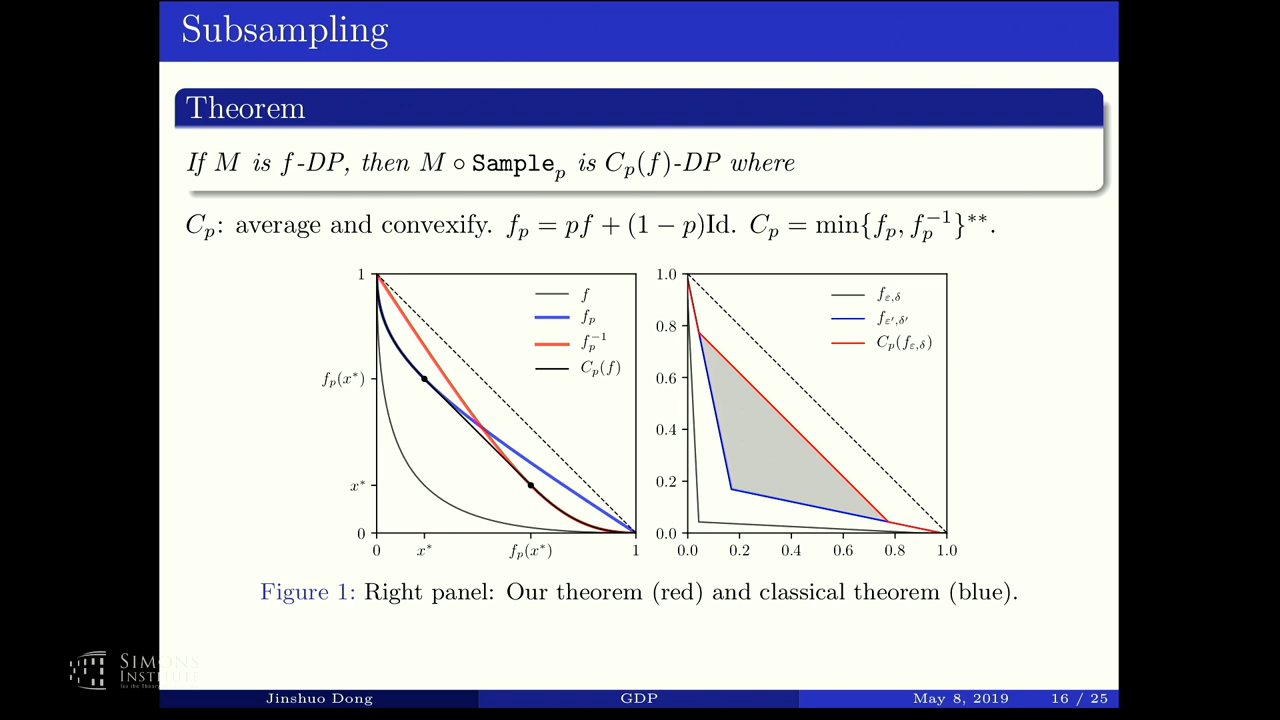 Subsampling
Theorem
If M is f-DP, then M ∘ Sample_p is C_p(f)-DP where
C_p: average and convexify. f_p = pf + (1 − p)Id. C_p = min{f_p, f_p^{−1}}**.
1
f_p(x*)
x*
0
0
x*
f_p(x*)
1
f
f_p
f_p^{−1}
C_p(f)
1.0
0.8
0.6
0.4
0.2
0.0
0.0
0.2
0.4
0.6
0.8
1.0
f_{ε,δ}
f_{ε′,δ′}
C_p(f_{ε,δ})
Figure 1: Right panel: Our theorem (red) and classical theorem (blue).
SIMONS
INSTITUTE
Jinshuo Dong GDP May 8, 2019 16 / 25